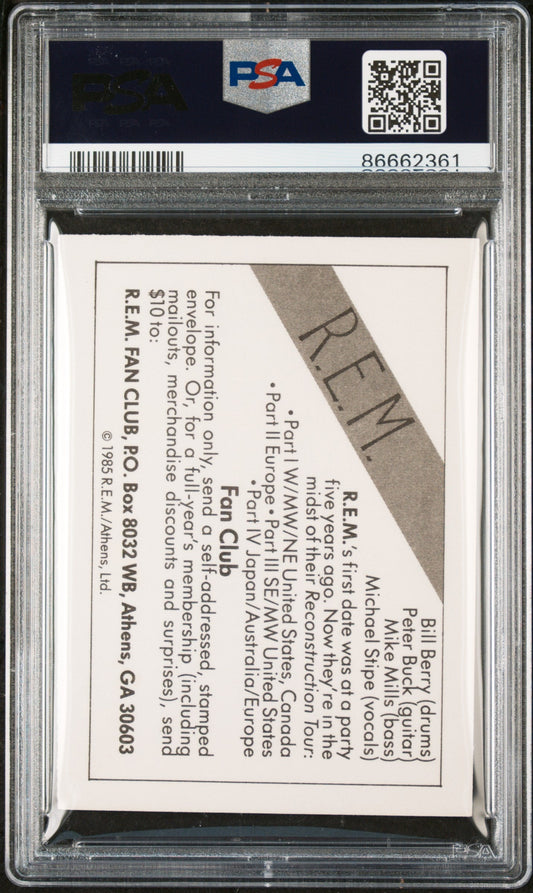 PSA
PSA
86662361
R.E.M.
Bill Berry (drums)
Peter Buck (guitar)
Mike Mills (bass)
Michael Stipe (vocals)
R.E.M.'s first date was at a party
five years ago. Now they're in the
midst of their Reconstruction Tour:
• Part I W/MW/NE United States, Canada
• Part II Europe • Part III SE/MW United States
• Part IV Japan/Australia/Europe
Fan Club
For information only, send a self-addressed, stamped
envelope. Or, for a full-year's membership (including
mailouts, merchandise discounts and surprises), send
$10 to:
R.E.M. FAN CLUB, P.O. Box 8032 WB, Athens, GA 30603
© 1985 R.E.M./Athens, Ltd.
PSA